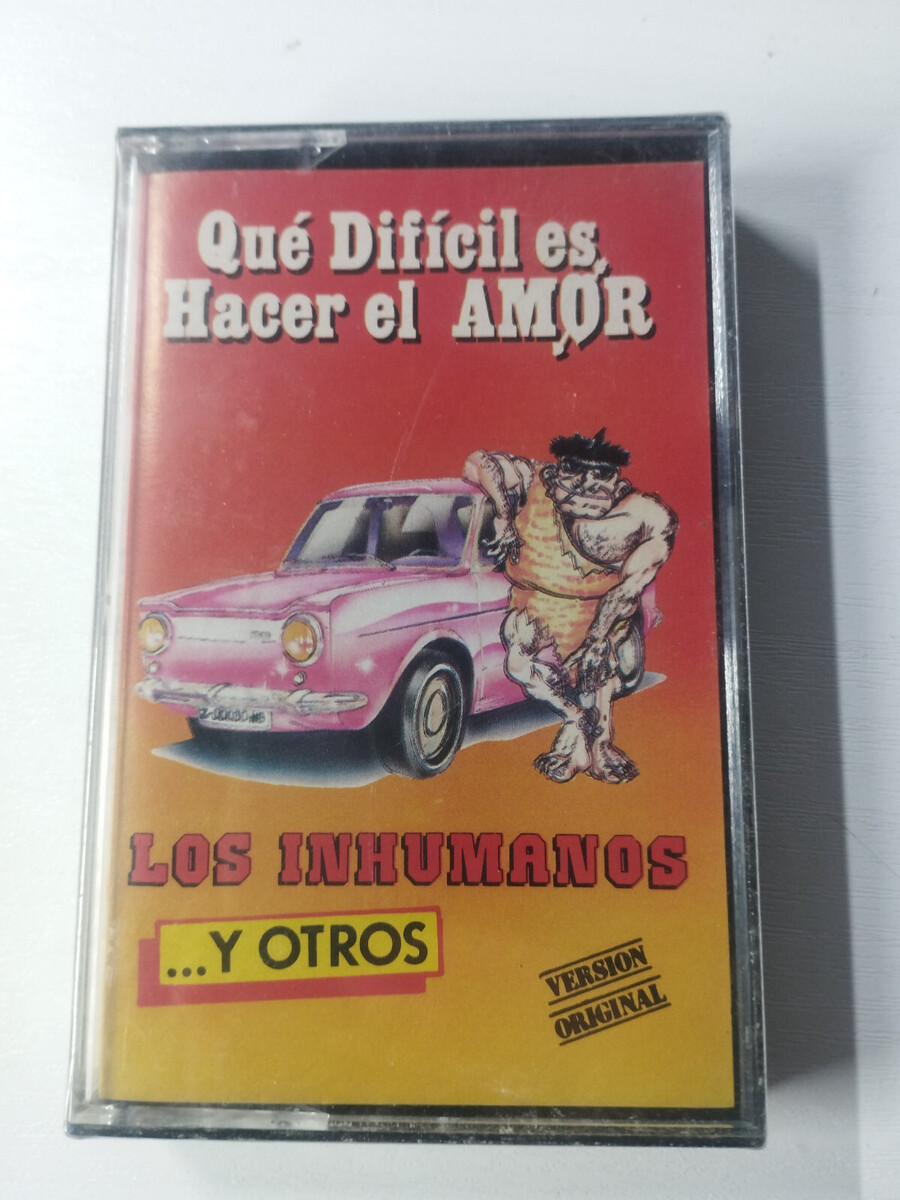 Qué Difícil es
Hacer el AMOR
LOS INHUMANOS
...Y OTROS
VERSION
ORIGINAL